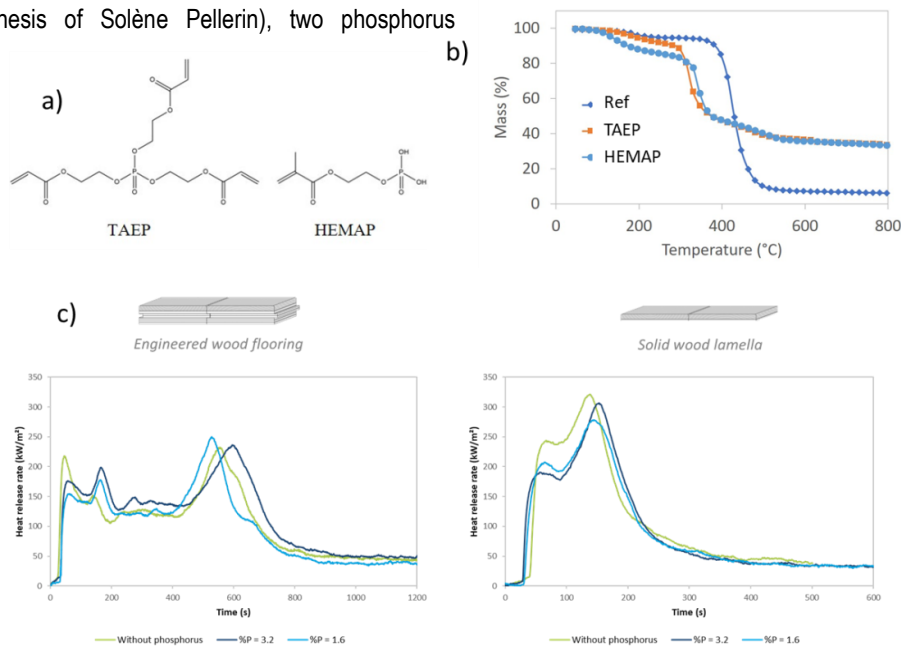 nesis of Solène Pellerin), two phosphorus
a)
O
O
O
O
O
O
P
O
O
O
O
O
TAEP
O
O
O
P
OH
OH
O
HEMAP
b)
100
80
60
40
20
0
Mass (%)
Ref
TAEP
HEMAP
0 200 400 600 800
Temperature (°C)
c)
Engineered wood flooring
350
300
250
200
150
100
50
0
Heat release rate (kW/m²)
0 200 400 600 800 1000 1200
Time (s)
Without phosphorus %P = 3.2 %P = 1.6
Solid wood lamella
350
300
250
200
150
100
50
0
Heat release rate (kW/m²)
0 100 200 300 400 500 600
Time (s)
Without phosphorus %P = 3.2 %P = 1.6